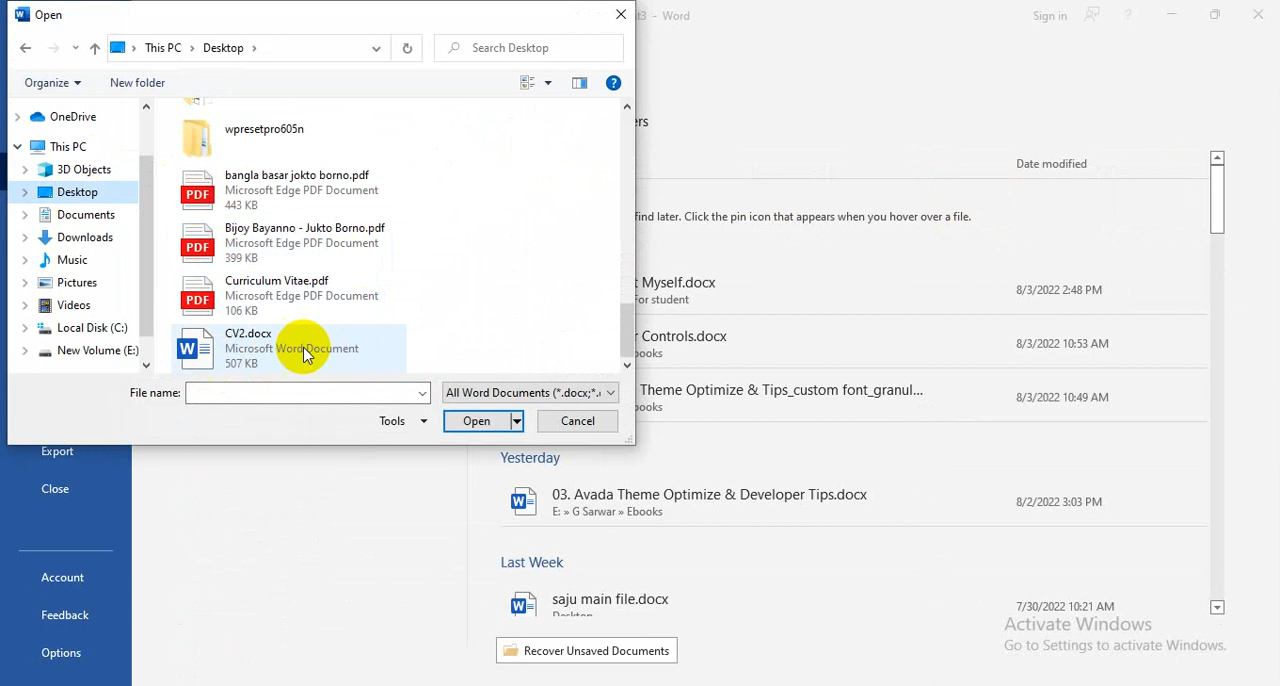 Open
t3 - Word
Sign in
?
This PC > Desktop >
Search Desktop
Organize
New folder
?
OneDrive
This PC
3D Objects
Desktop
Documents
Downloads
Music
Pictures
Videos
Local Disk (C:)
New Volume (E:)
wpresetpro605n
PDF
bangla basar jokto borno.pdf
Microsoft Edge PDF Document
443 KB
PDF
Bijoy Bayanno - Jukto Borno.pdf
Microsoft Edge PDF Document
399 KB
PDF
Curriculum Vitae.pdf
Microsoft Edge PDF Document
106 KB
W
CV2.docx
Microsoft Word Document
507 KB
File name:
All Word Documents (*.docx;*.
Tools
Open
Cancel
ers
Date modified
find later. Click the pin icon that appears when you hover over a file.
t Myself.docx
For student
8/3/2022 2:48 PM
r Controls.docx
books
8/3/2022 10:53 AM
Theme Optimize & Tips_custom font_granul...
books
8/3/2022 10:49 AM
Yesterday
W
03. Avada Theme Optimize & Developer Tips.docx
E: » G Sarwar » Ebooks
8/2/2022 3:03 PM
Last Week
W
saju main file.docx
Desktop
7/30/2022 10:21 AM
Recover Unsaved Documents
Export
Close
Account
Feedback
Options
Activate Windows
Go to Settings to activate Windows.